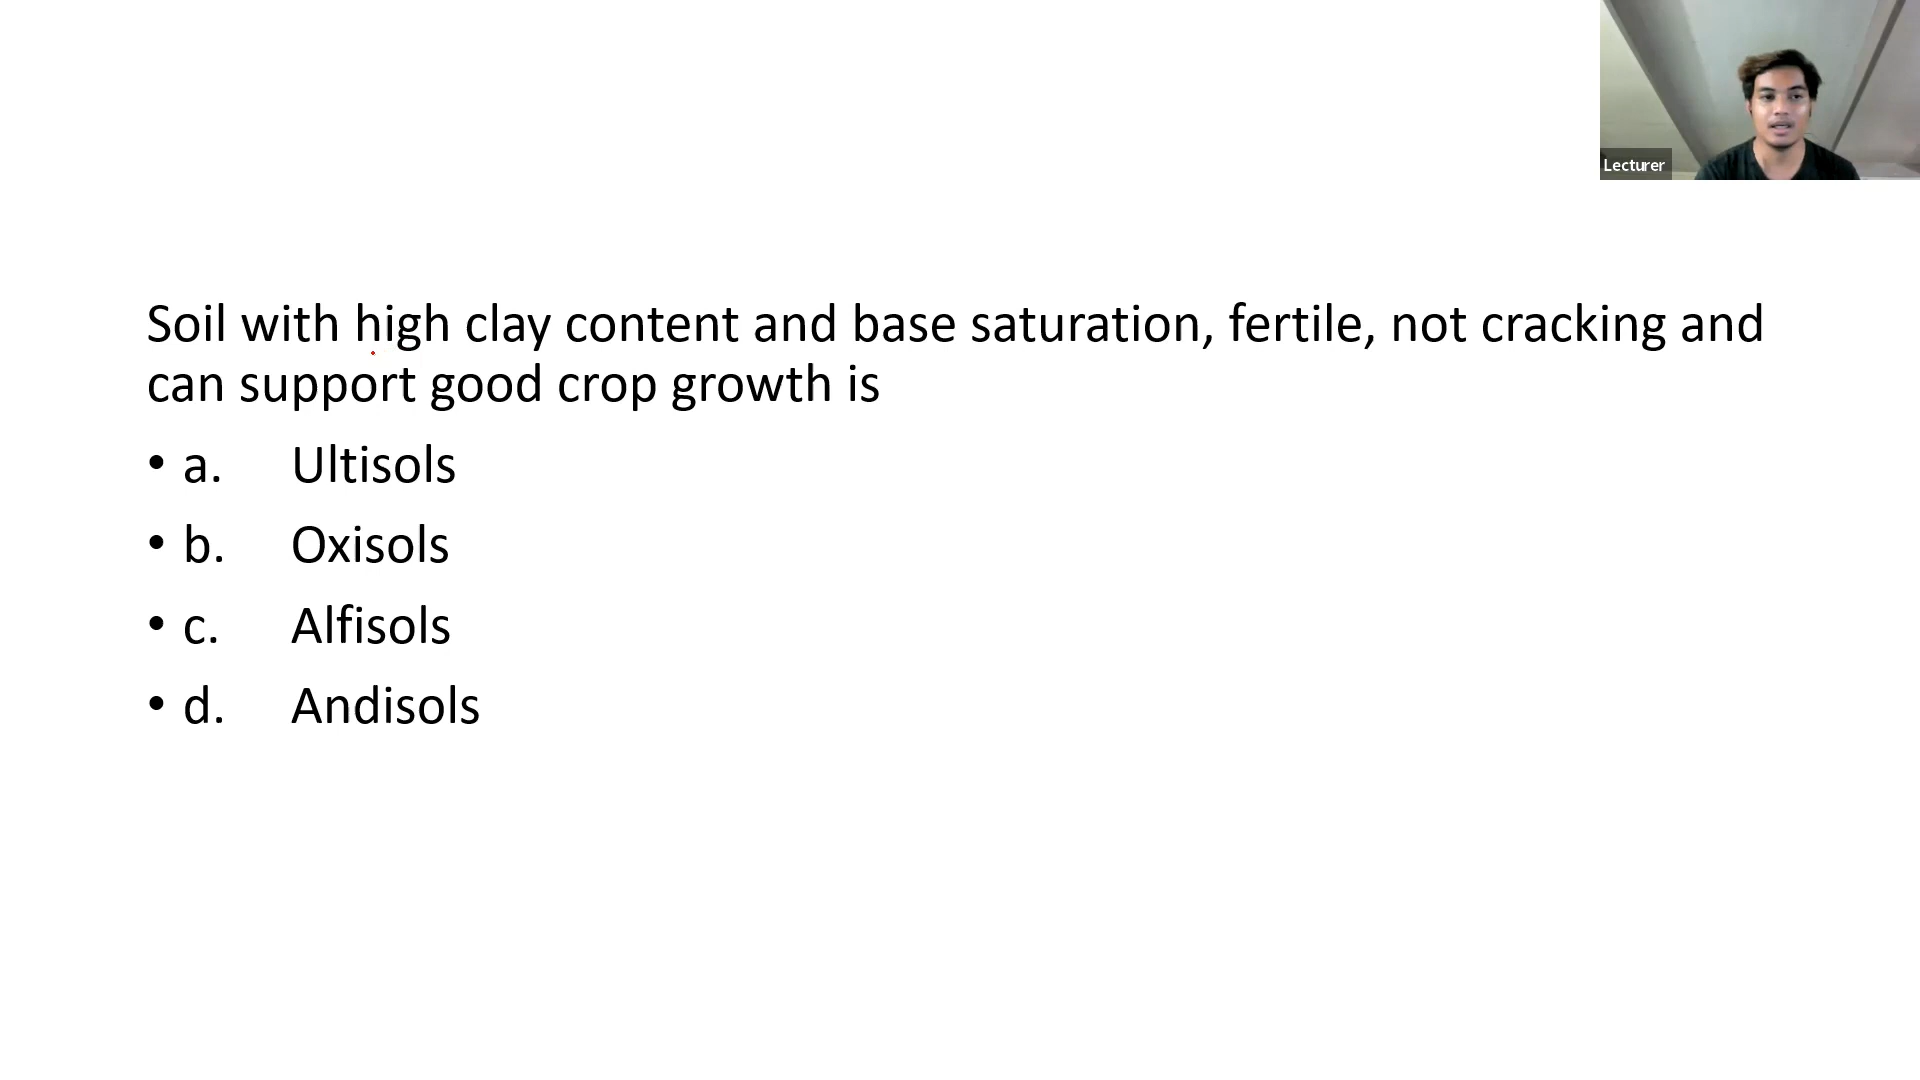 Lecturer
Soil with high clay content and base saturation, fertile, not cracking and
can support good crop growth is
• a. Ultisols
• b. Oxisols
• c. Alfisols
• d. Andisols